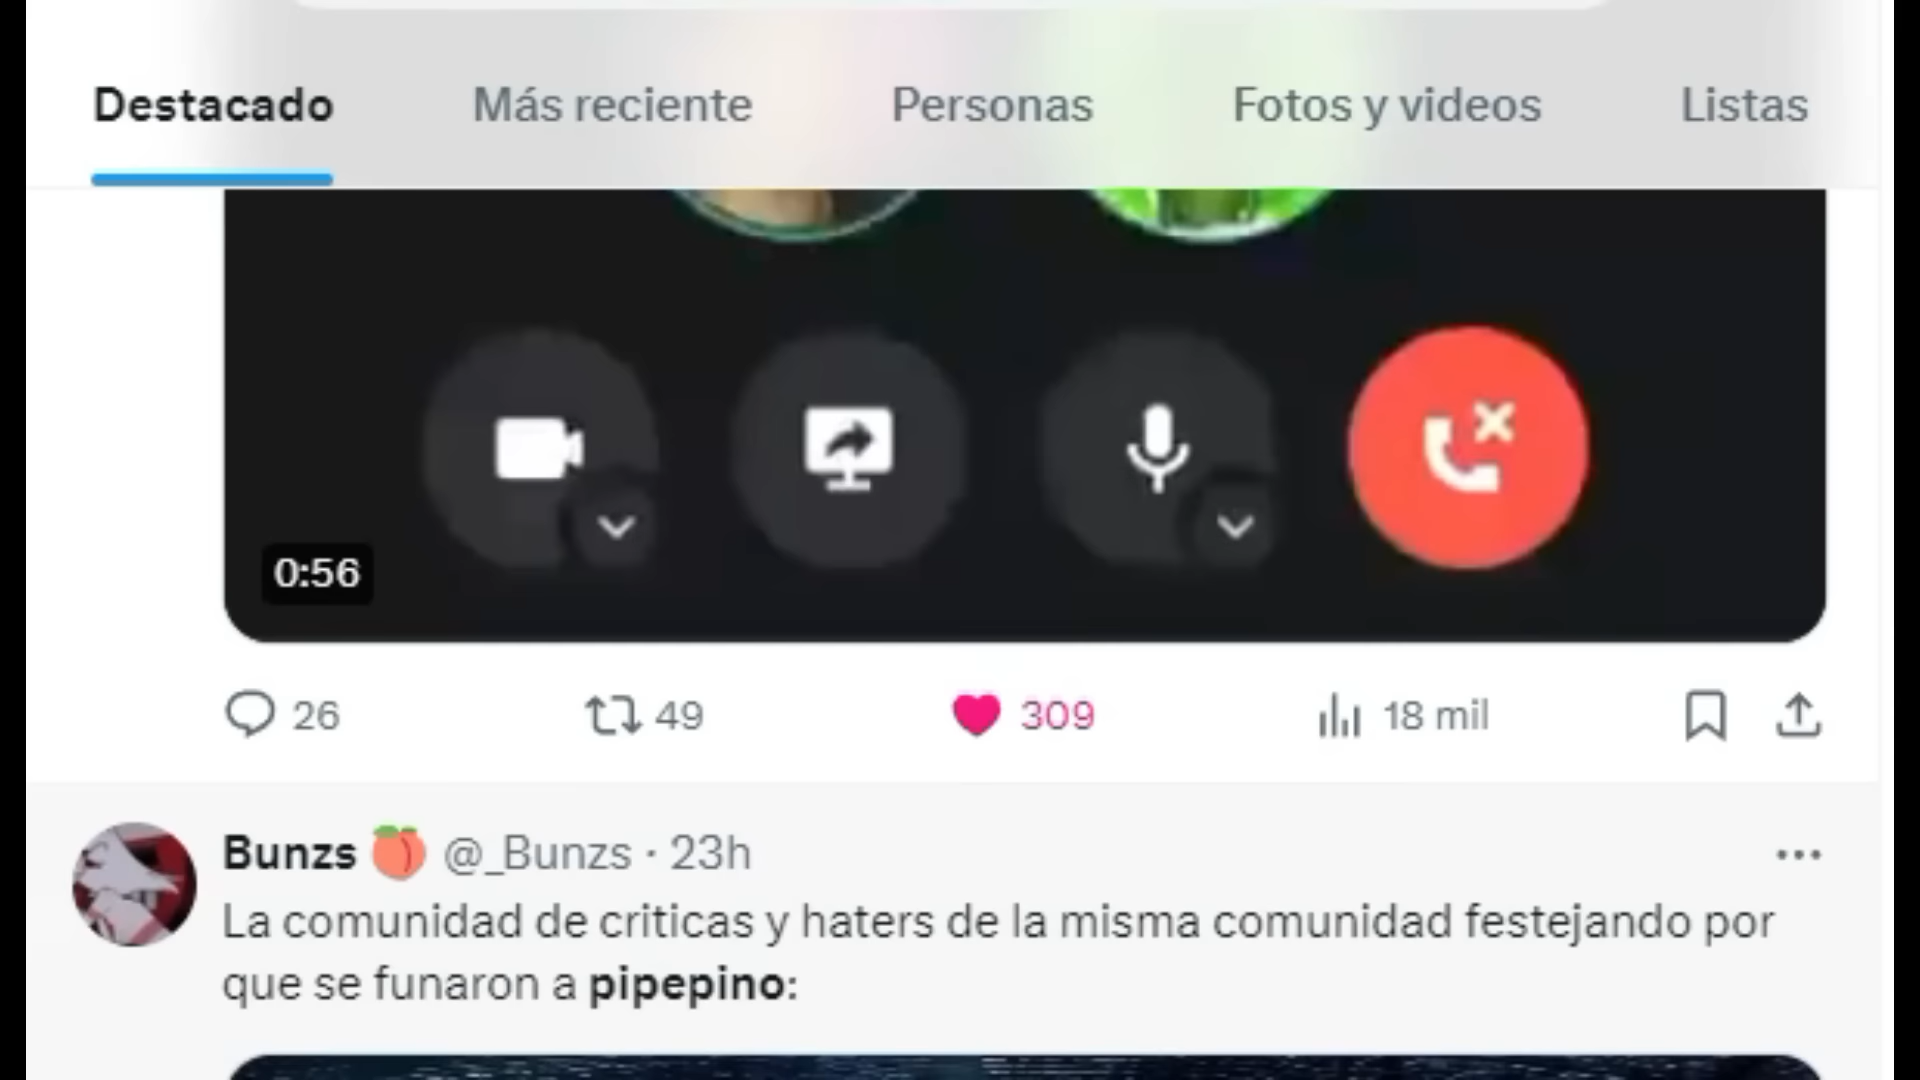 Destacado Más reciente Personas Fotos y videos Listas
0:56
26 49 309 18 mil
Bunzs 🍑 @_Bunzs · 23h
La comunidad de criticas y haters de la misma comunidad festejando por
que se funaron a pipepino: